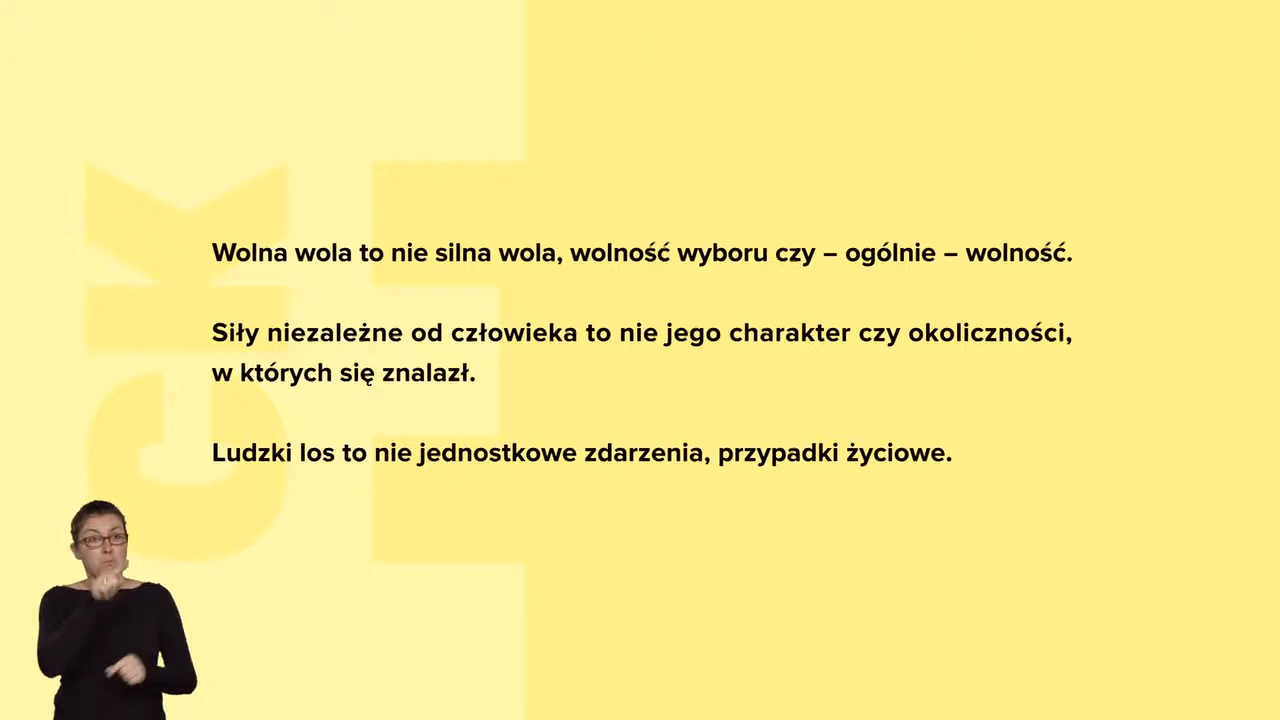 Wolna wola to nie silna wola, wolność wyboru czy – ogólnie – wolność.
Siły niezależne od człowieka to nie jego charakter czy okoliczności,
w których się znalazł.
Ludzki los to nie jednostkowe zdarzenia, przypadki życiowe.